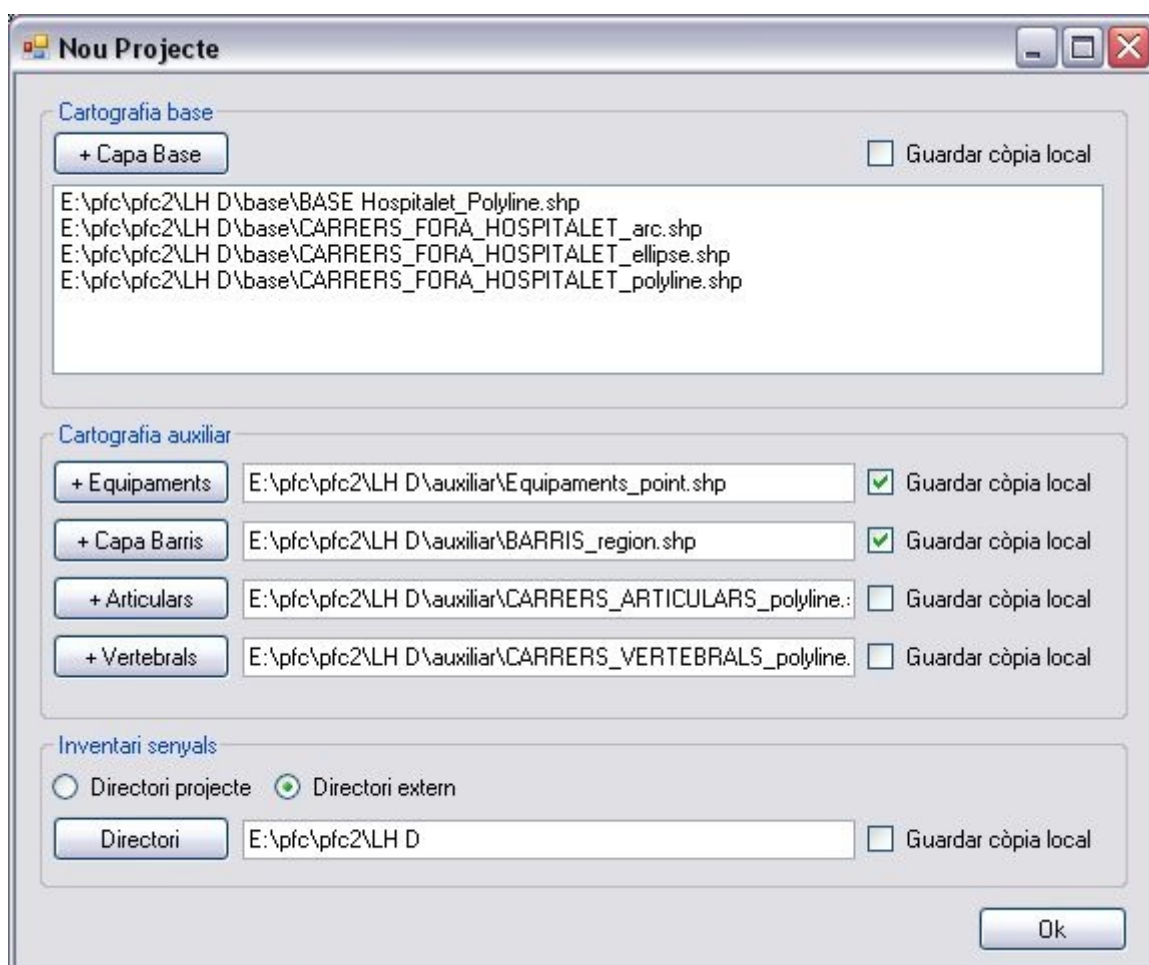 Nou Projecte
Cartografia base
+ Capa Base
Guardar còpia local
E:\pfc\pfc2\LH D\base\BASE Hospitalet_Polyline.shp
E:\pfc\pfc2\LH D\base\CARRERS_FORA_HOSPITALET_arc.shp
E:\pfc\pfc2\LH D\base\CARRERS_FORA_HOSPITALET_ellipse.shp
E:\pfc\pfc2\LH D\base\CARRERS_FORA_HOSPITALET_polyline.shp
Cartografia auxiliar
+ Equipaments E:\pfc\pfc2\LH D\auxiliar\Equipaments_point.shp Guardar còpia local
+ Capa Barris E:\pfc\pfc2\LH D\auxiliar\BARRIS_region.shp Guardar còpia local
+ Articulars E:\pfc\pfc2\LH D\auxiliar\CARRERS_ARTICULARS_polyline. Guardar còpia local
+ Vertebrals E:\pfc\pfc2\LH D\auxiliar\CARRERS_VERTEBRALS_polyline. Guardar còpia local
Inventari senyals
Directori projecte Directori extern
Directori E:\pfc\pfc2\LH D Guardar còpia local
Ok